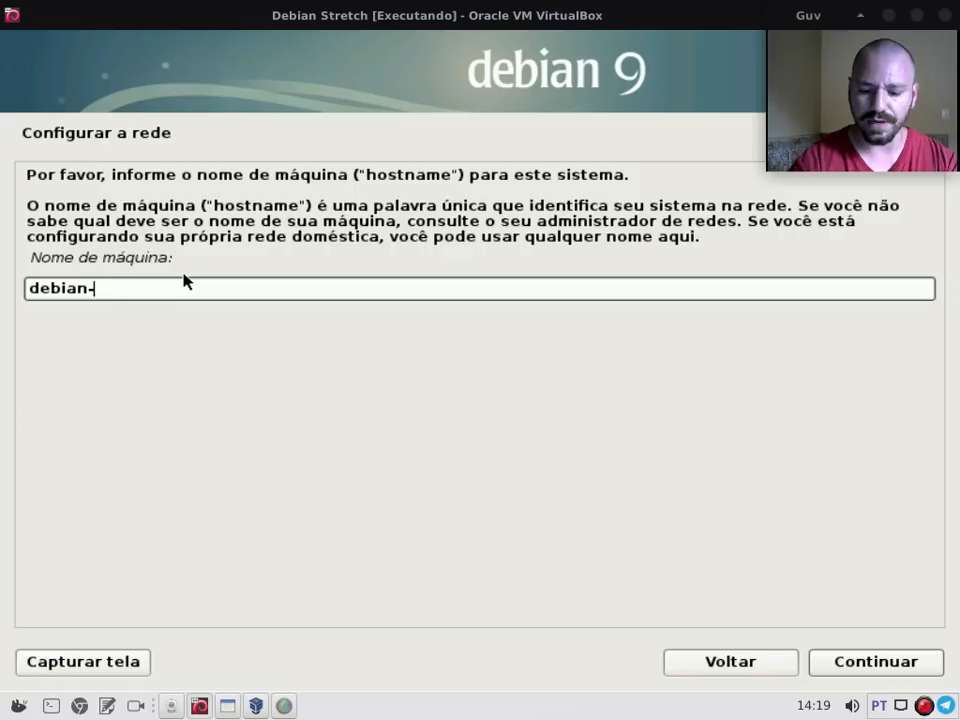 Debian Stretch [Executando] - Oracle VM VirtualBox
Guv
debian 9
Configurar a rede
Por favor, informe o nome de máquina ("hostname") para este sistema.
O nome de máquina ("hostname") é uma palavra única que identifica seu sistema na rede. Se você não
sabe qual deve ser o nome de sua máquina, consulte o seu administrador de redes. Se você está
configurando sua própria rede doméstica, você pode usar qualquer nome aqui.
Nome de máquina:
debian-
Capturar tela
Voltar
Continuar
14:19
PT